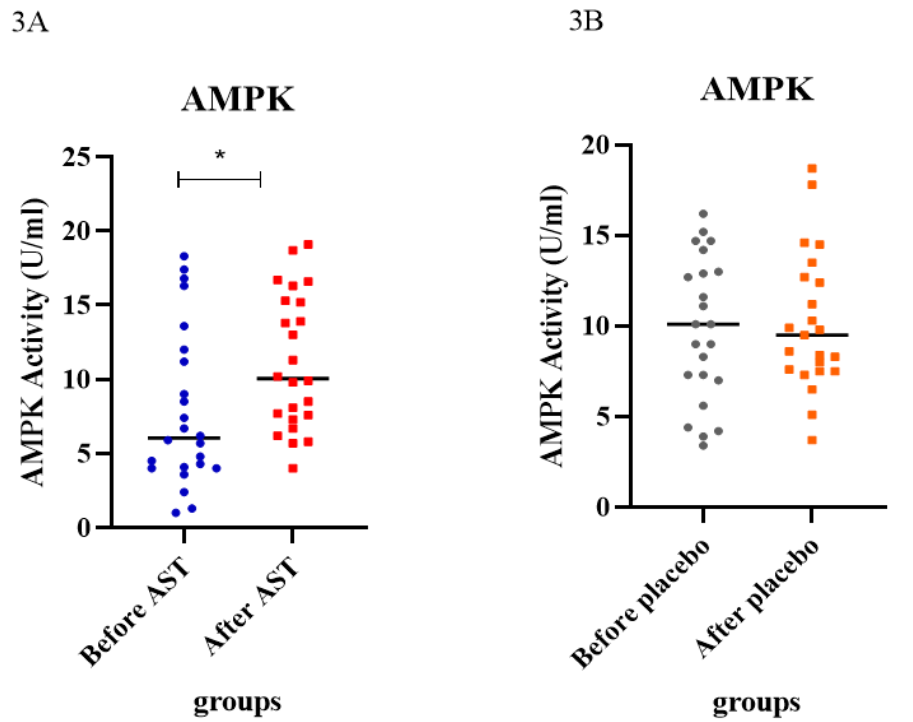 3A
AMPK
*
AMPK Activity (U/ml)
25
20
15
10
5
0
Before AST
After AST
groups
3B
AMPK
AMPK Activity (U/ml)
20
15
10
5
0
Before placebo
After placebo
groups